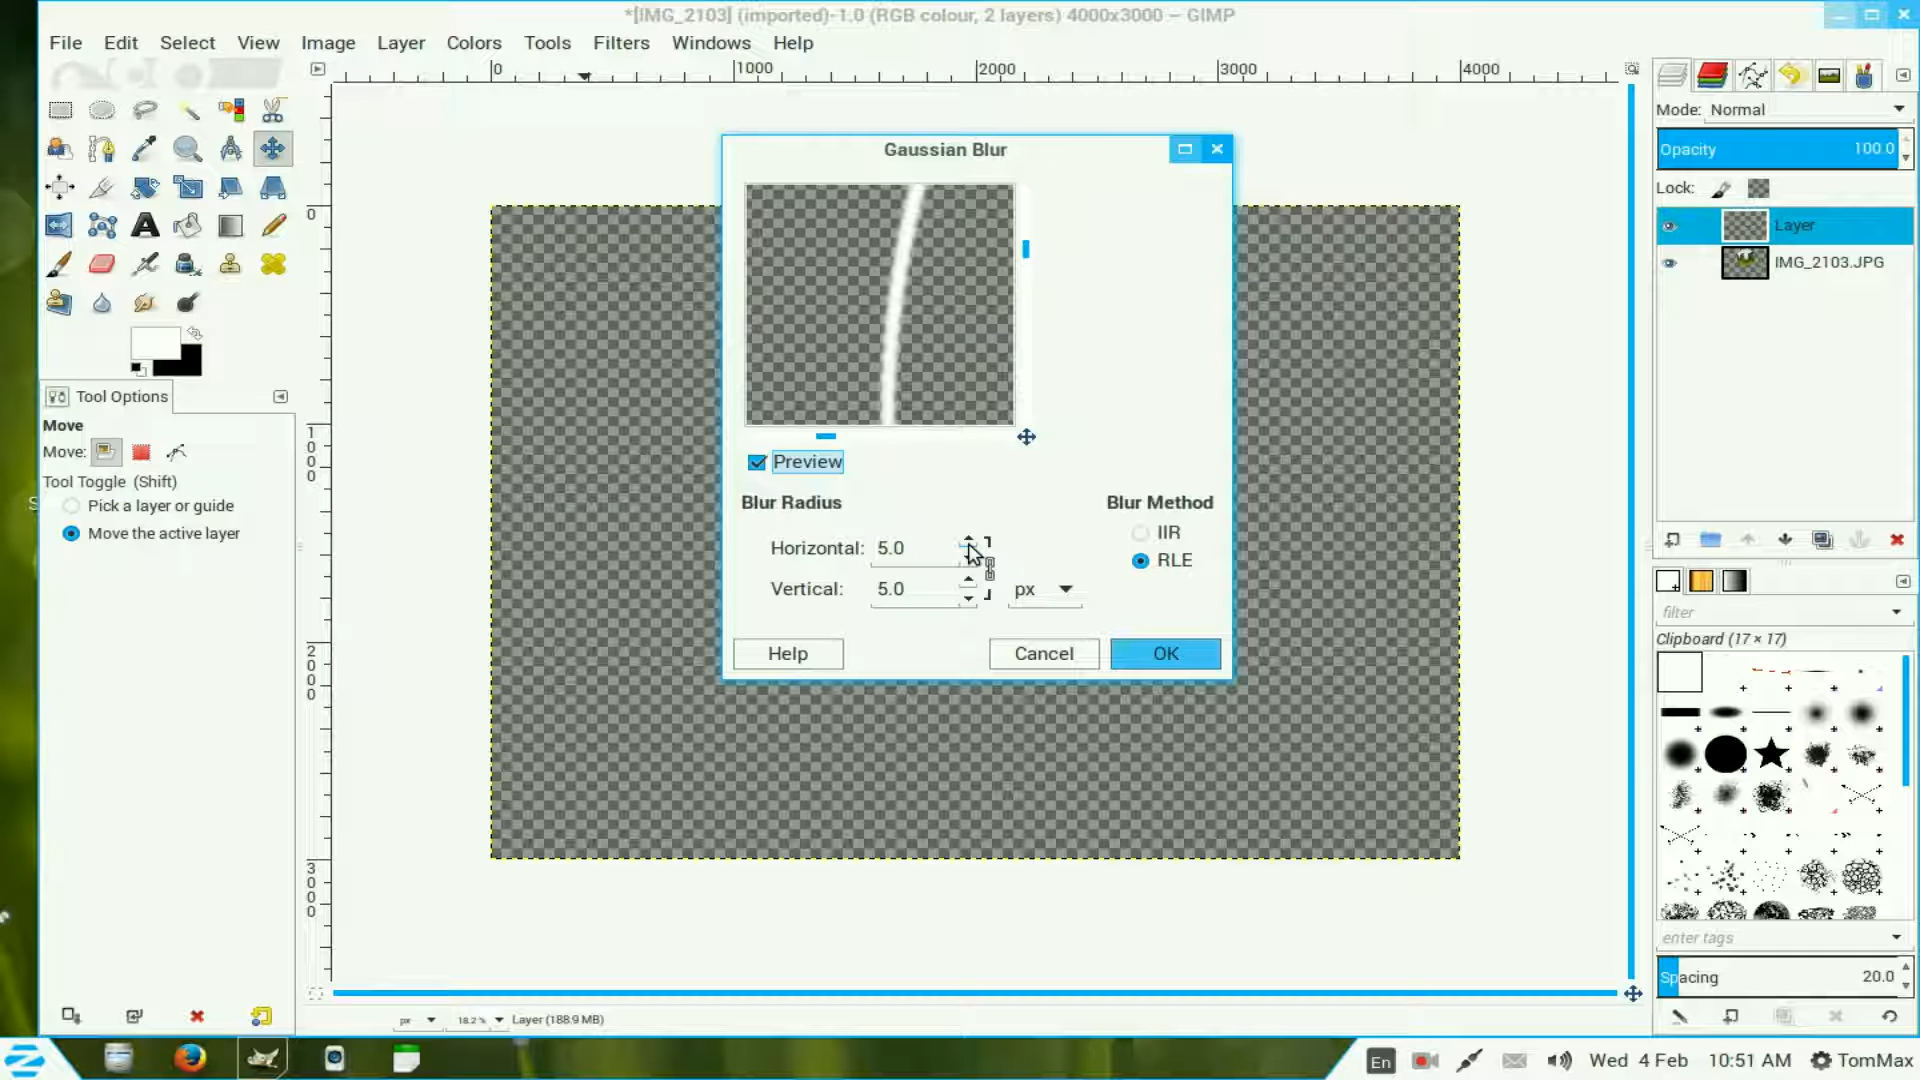 *[IMG_2103] (imported)-1.0 (RGB colour, 2 layers) 4000x3000 – GIMP
File Edit Select View Image Layer Colors Tools Filters Windows Help
0 1000 2000 3000 4000
Mode: Normal
Gaussian Blur
Opacity 100.0
Lock:
0
Layer
IMG_2103.JPG
Tool Options
Move
Move:
1000
Preview
Tool Toggle (Shift)
Pick a layer or guide
Move the active layer
Blur Radius
Blur Method
IIR
Horizontal: 5.0
RLE
Vertical: 5.0 px
filter
Clipboard (17 × 17)
Help Cancel OK
2000
3000
enter tags
Spacing 20.0
px 18.2 % Layer (188.9 MB)
En Wed 4 Feb 10:51 AM TomMax